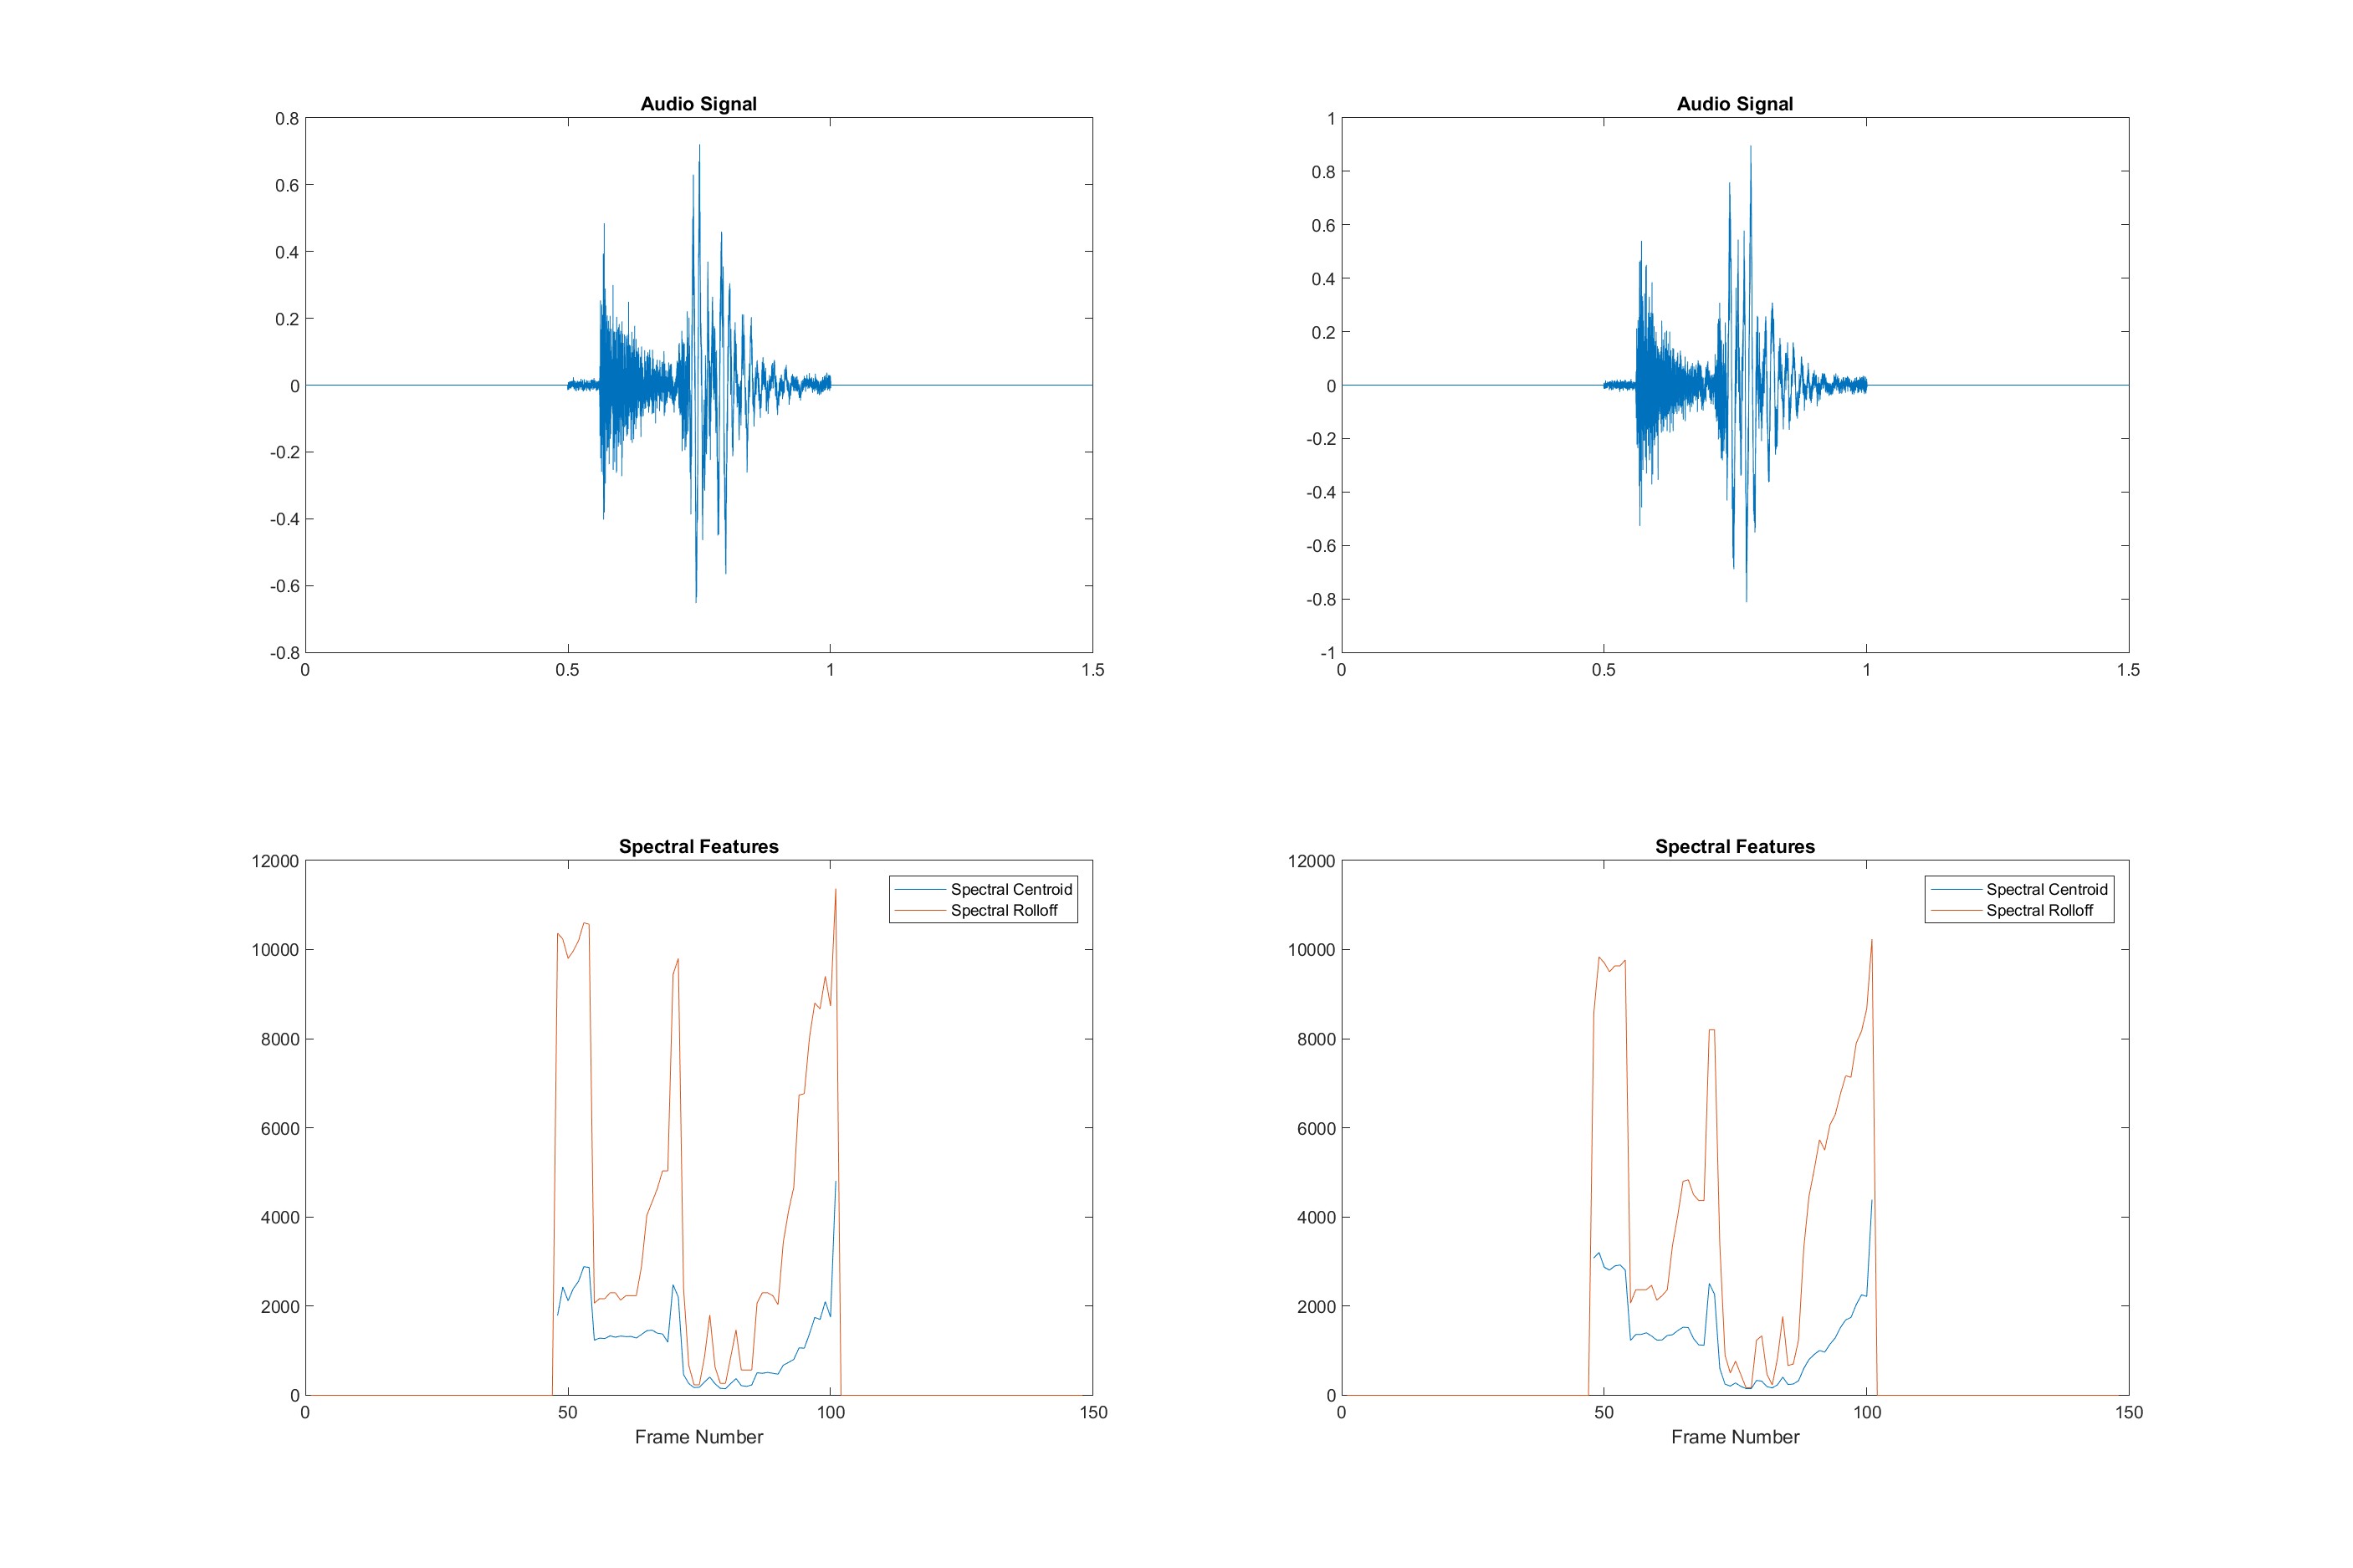 Audio Signal
0.8
0.6
0.4
0.2
0
-0.2
-0.4
-0.6
-0.8
0 0.5 1 1.5
Audio Signal
1
0.8
0.6
0.4
0.2
0
-0.2
-0.4
-0.6
-0.8
-1
0 0.5 1 1.5
Spectral Features
12000
10000
8000
6000
4000
2000
0
Spectral Centroid
Spectral Rolloff
0 50 100 150
Frame Number
Spectral Features
12000
10000
8000
6000
4000
2000
0
Spectral Centroid
Spectral Rolloff
0 50 100 150
Frame Number